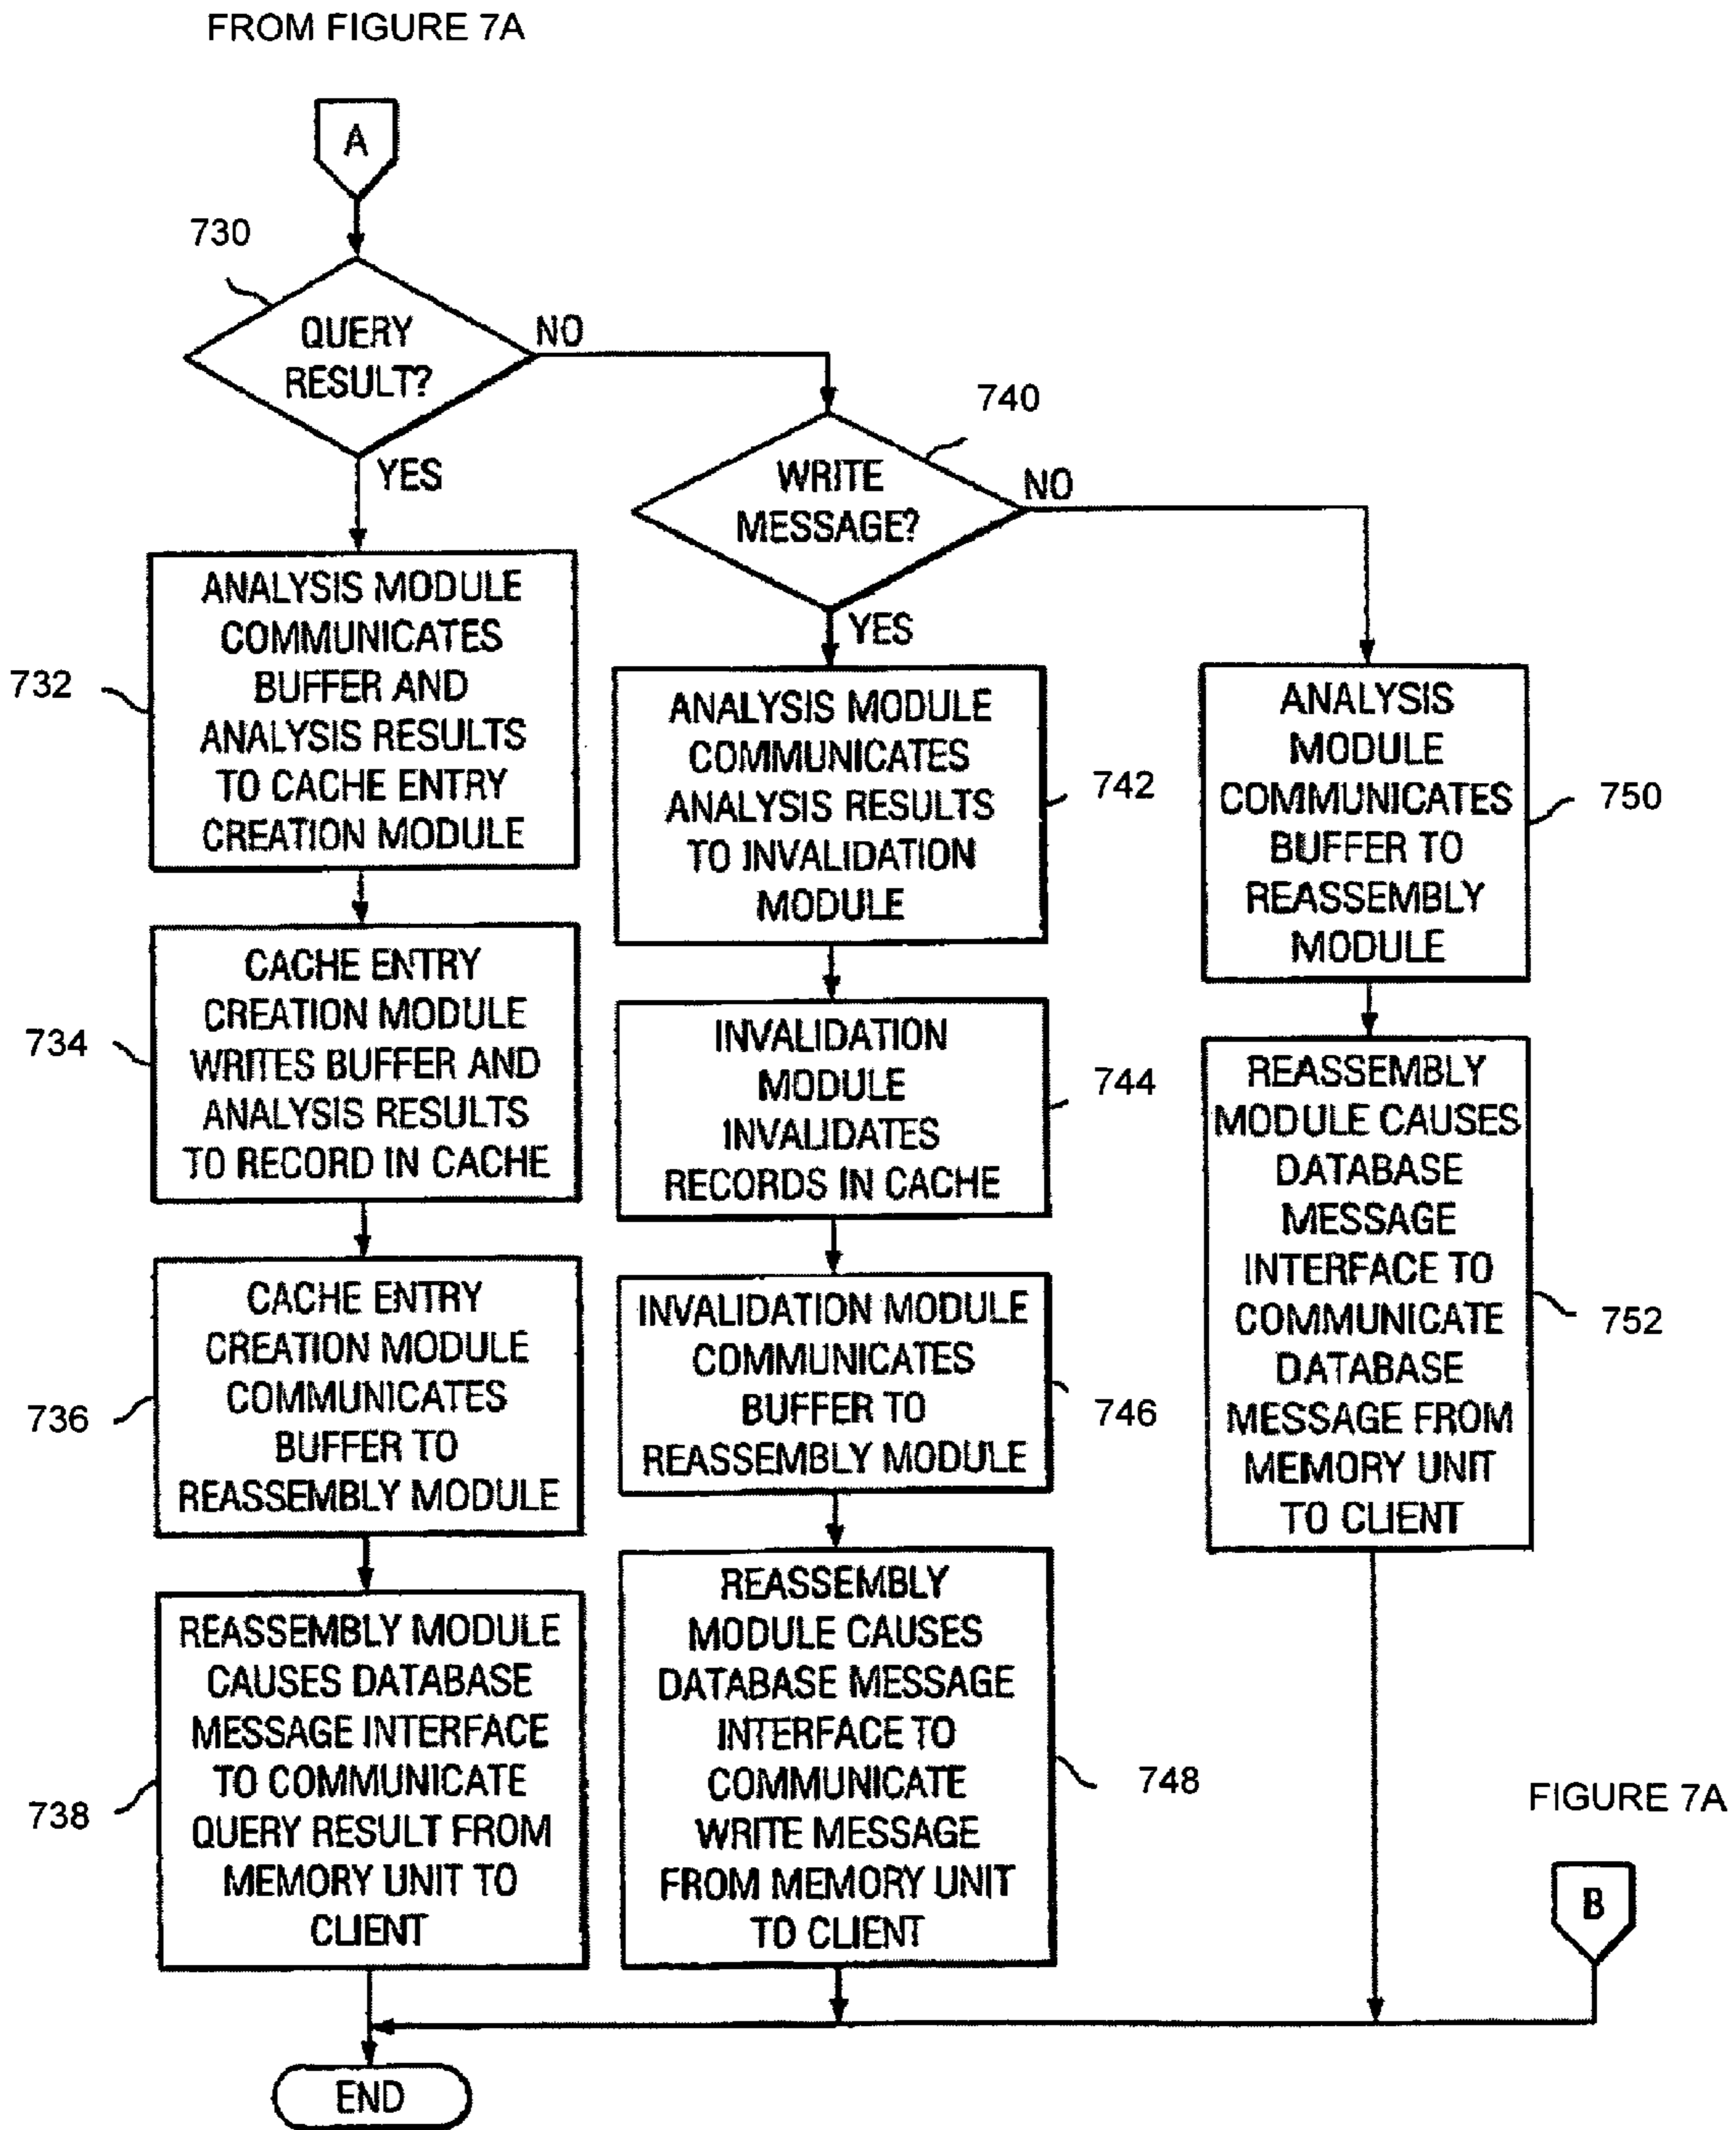 FROM FIGURE 7A
A
730
QUERY
RESULT?
NO
YES
740
WRITE
MESSAGE?
NO
YES
732
ANALYSIS MODULE
COMMUNICATES
BUFFER AND
ANALYSIS RESULTS
TO CACHE ENTRY
CREATION MODULE
734
CACHE ENTRY
CREATION MODULE
WRITES BUFFER AND
ANALYSIS RESULTS
TO RECORD IN CACHE
736
CACHE ENTRY
CREATION MODULE
COMMUNICATES
BUFFER TO
REASSEMBLY MODULE
738
REASSEMBLY MODULE
CAUSES DATABASE
MESSAGE INTERFACE
TO COMMUNICATE
QUERY RESULT FROM
MEMORY UNIT TO
CLIENT
ANALYSIS MODULE
COMMUNICATES
ANALYSIS RESULTS
TO INVALIDATION
MODULE
742
INVALIDATION
MODULE
INVALIDATES
RECORDS IN CACHE
744
INVALIDATION MODULE
COMMUNICATES
BUFFER TO
REASSEMBLY MODULE
746
REASSEMBLY
MODULE CAUSES
DATABASE MESSAGE
INTERFACE TO
COMMUNICATE
WRITE MESSAGE
FROM MEMORY UNIT
TO CLIENT
748
ANALYSIS
MODULE
COMMUNICATES
BUFFER TO
REASSEMBLY
MODULE
750
REASSEMBLY
MODULE CAUSES
DATABASE
MESSAGE
INTERFACE TO
COMMUNICATE
DATABASE
MESSAGE FROM
MEMORY UNIT
TO CLIENT
752
FIGURE 7A
B
END